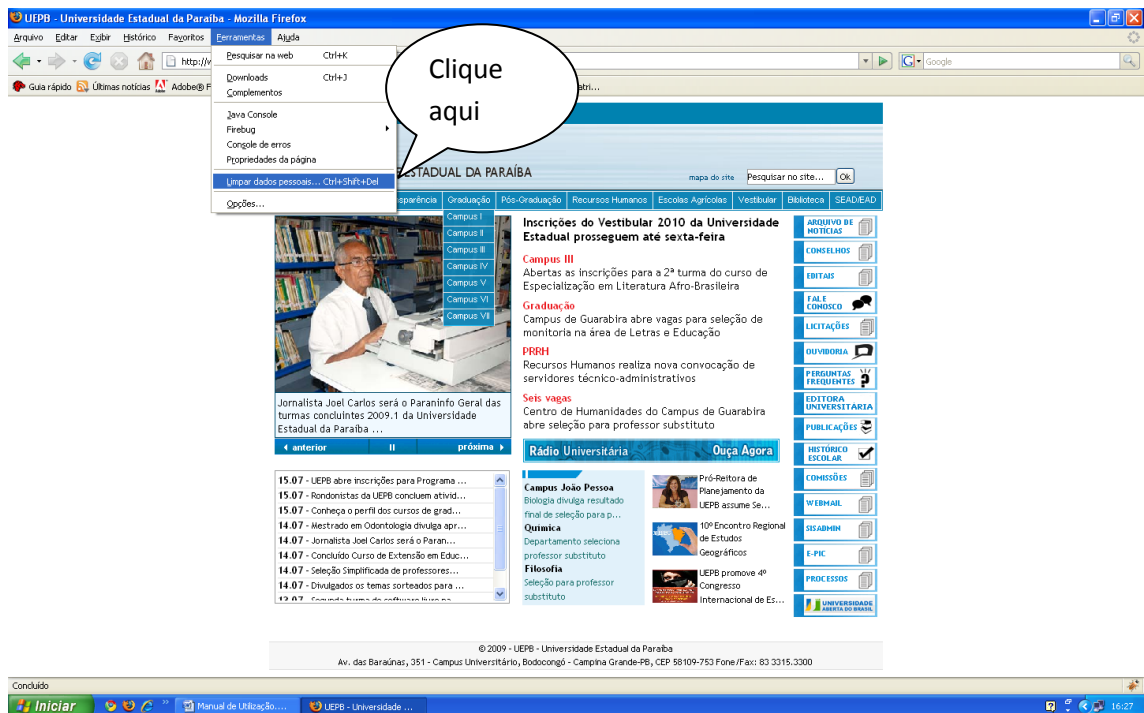 UEPB - Universidade Estadual da Paraíba - Mozilla Firefox
Arquivo Editar Exibir Histórico Favoritos Ferramentas Ajuda
http://w
Google
Guia rápido Últimas notícias Adobe® F
atri...
Pesquisar na web Ctrl+K
Downloads Ctrl+J
Complementos
Java Console
Firebug
Console de erros
Propriedades da página
Limpar dados pessoais... Ctrl+Shift+Del
Opções...
Clique
aqui
ESTADUAL DA PARAÍBA
mapa do site Pesquisar no site... Ok
sparência Graduação Pós-Graduação Recursos Humanos Escolas Agrícolas Vestibular Biblioteca SEAD/EAD
Campus I
Campus II
Campus III
Campus IV
Campus V
Campus VI
Campus VII
Jornalista Joel Carlos será o Paraninfo Geral das
turmas concluintes 2009.1 da Universidade
Estadual da Paraíba ...
anterior II próxima
Inscrições do Vestibular 2010 da Universidade
Estadual prosseguem até sexta-feira
Campus III
Abertas as inscrições para a 2ª turma do curso de
Especialização em Literatura Afro-Brasileira
Graduação
Campus de Guarabira abre vagas para seleção de
monitoria na área de Letras e Educação
PRRH
Recursos Humanos realiza nova convocação de
servidores técnico-administrativos
Seis vagas
Centro de Humanidades do Campus de Guarabira
abre seleção para professor substituto
Rádio Universitária Ouça Agora
ARQUIVO DE
NOTÍCIAS
CONSELHOS
EDITAIS
FALE
CONOSCO
LICITAÇÕES
OUVIDORIA
PERGUNTAS
FREQUENTES
EDITORA
UNIVERSITÁRIA
PUBLICAÇÕES
HISTÓRICO
ESCOLAR
COMISSÕES
WEBMAIL
SISADMIN
E-PIC
PROCESSOS
UNIVERSIDADE
ABERTA DO BRASIL
15.07 - UEPB abre inscrições para Programa ...
15.07 - Rondonistas da UEPB concluem ativid...
15.07 - Conheça o perfil dos cursos de grad...
14.07 - Mestrado em Odontologia divulga apr...
14.07 - Jornalista Joel Carlos será o Paran...
14.07 - Concluído Curso de Extensão em Educ...
14.07 - Seleção Simplificada de professores...
14.07 - Divulgados os temas sorteados para ...
13.07 - Segunda turma de software livre na
Campus João Pessoa
Biologia divulga resultado
final de seleção para p...
Química
Departamento seleciona
professor substituto
Filosofia
Seleção para professor
substituto
Pró-Reitora de
Planejamento da
UEPB assume Se...
10º Encontro Regional
de Estudos
Geográficos
UEPB promove 4º
Congresso
Internacional de Es...
© 2009 - UEPB - Universidade Estadual da Paraíba
Av. das Baraúnas, 351 - Campus Universitário, Bodocongó - Campina Grande-PB, CEP 58109-753 Fone/Fax: 83 3315.3300
Concluído
Iniciar Manual de Utilização.... UEPB - Universidade ... 16:27